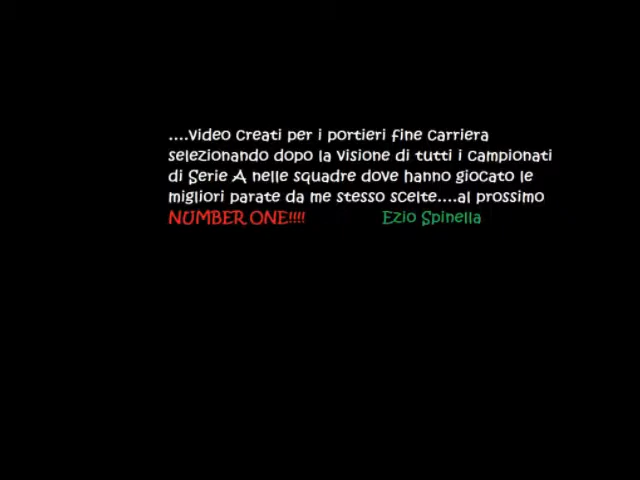 ....Video creati per i portieri fine carriera
selezionando dopo la visione di tutti i campionati
di Serie A nelle squadre dove hanno giocato le
migliori parate da me stesso scelte....al prossimo
NUMBER ONE!!!! Ezio Spinella